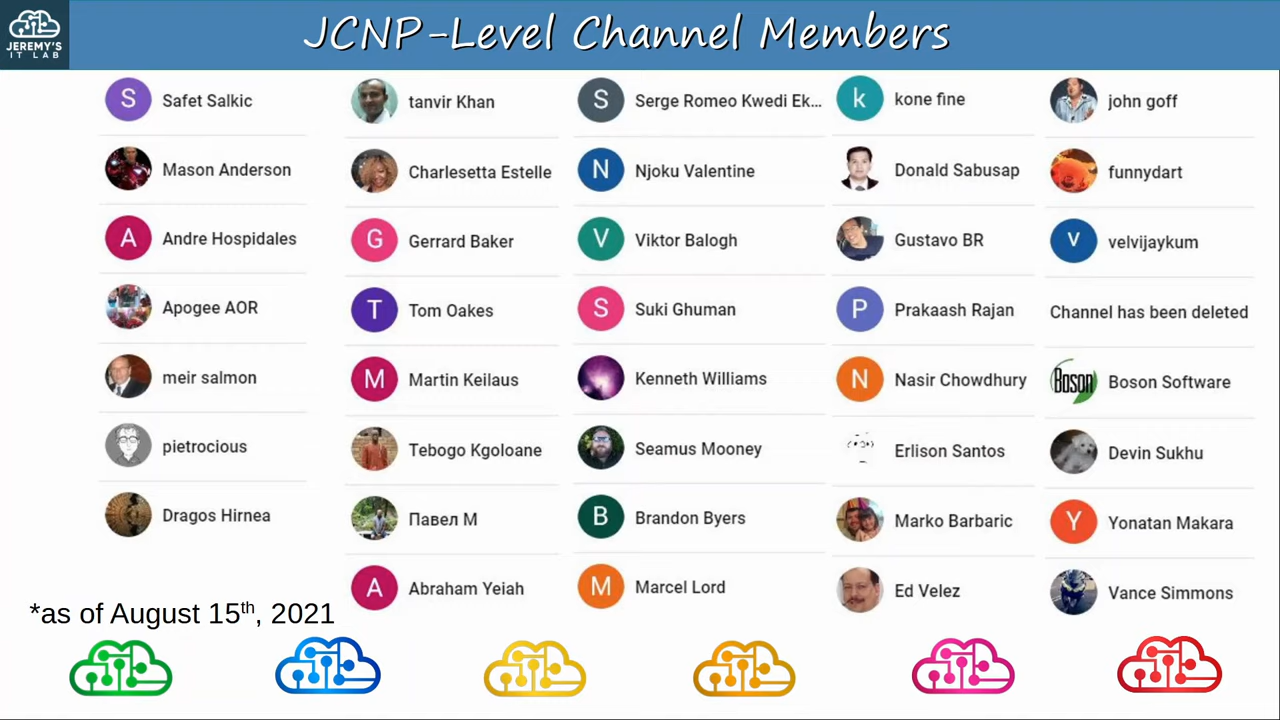 JEREMY'S
IT LAB
JCNP-Level Channel Members
S
Safet Salkic
Mason Anderson
A
Andre Hospidales
Apogee AOR
meir salmon
pietrocious
Dragos Hirnea
tanvir Khan
Charlesetta Estelle
G
Gerrard Baker
T
Tom Oakes
M
Martin Keilaus
Tebogo Kgoloane
Павел М
A
Abraham Yeiah
S
Serge Romeo Kwedi Ek...
N
Njoku Valentine
V
Viktor Balogh
S
Suki Ghuman
Kenneth Williams
Seamus Mooney
B
Brandon Byers
M
Marcel Lord
k
kone fine
Donald Sabusap
Gustavo BR
P
Prakaash Rajan
N
Nasir Chowdhury
Erlison Santos
Marko Barbaric
Ed Velez
john goff
funnydart
v
velvijaykum
Channel has been deleted
Boson
Boson Software
Devin Sukhu
Y
Yonatan Makara
Vance Simmons
*as of August 15th, 2021